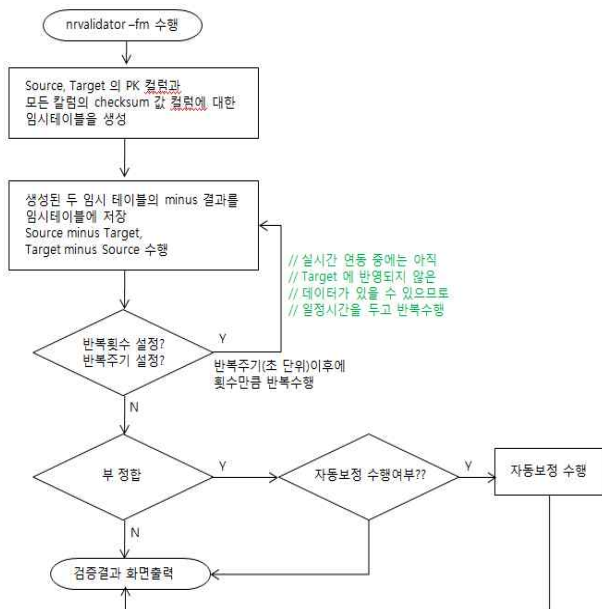 nrvalidator –fm 수행
Source, Target 의 PK 컬럼과
모든 칼럼의 checksum 값 컬럼에 대한
임시테이블을 생성
생성된 두 임시 테이블의 minus 결과를
임시테이블에 저장
Source minus Target,
Target minus Source 수행
// 실시간 연동 중에는 아직
// Target 에 반영되지 않은
// 데이터가 있을 수 있으므로
// 일정시간을 두고 반복수행
반복횟수 설정?
반복주기 설정?
Y
반복주기(초 단위)이후에
횟수만큼 반복수행
N
부 정합
Y
자동보정 수행여부??
Y
자동보정 수행
N
검증결과 화면출력